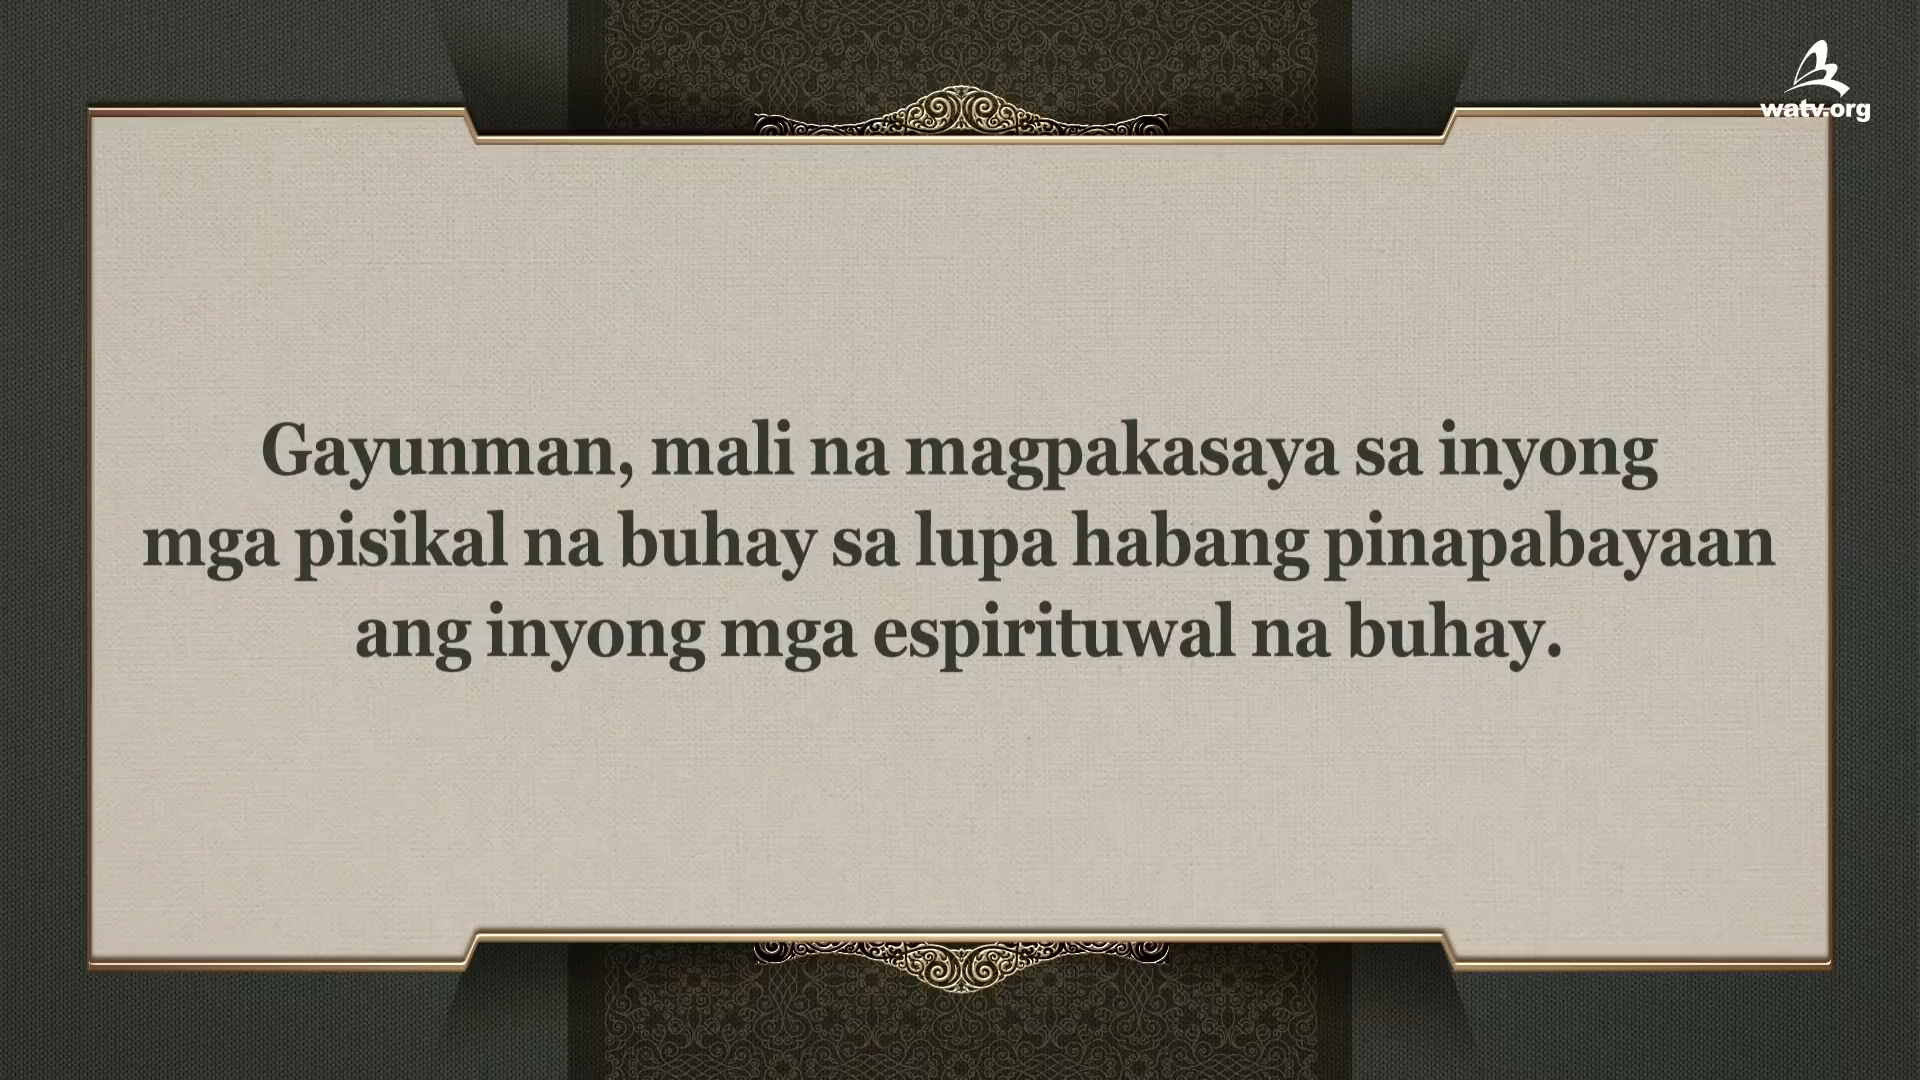 watv.org
Gayunman, mali na magpakasaya sa inyong
mga pisikal na buhay sa lupa habang pinapabayaan
ang inyong mga espirituwal na buhay.